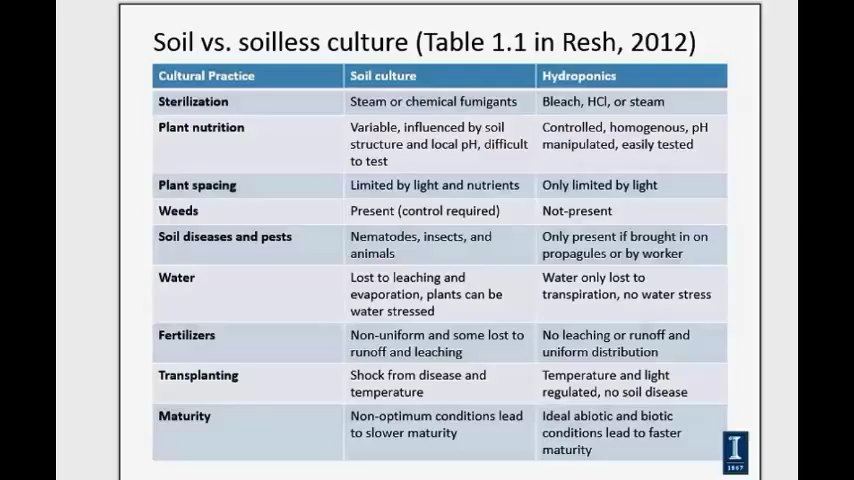 Soil vs. soilless culture (Table 1.1 in Resh, 2012)
Cultural Practice Soil culture Hydroponics
Sterilization Steam or chemical fumigants Bleach, HCl, or steam
Plant nutrition Variable, influenced by soil Controlled, homogenous, pH
structure and local pH, difficult manipulated, easily tested
to test
Plant spacing Limited by light and nutrients Only limited by light
Weeds Present (control required) Not-present
Soil diseases and pests Nematodes, insects, and Only present if brought in on
animals propagules or by worker
Water Lost to leaching and Water only lost to
evaporation, plants can be transpiration, no water stress
water stressed
Fertilizers Non-uniform and some lost to No leaching or runoff and
runoff and leaching uniform distribution
Transplanting Shock from disease and Temperature and light
temperature regulated, no soil disease
Maturity Non-optimum conditions lead Ideal abiotic and biotic
to slower maturity conditions lead to faster
maturity
I
1867